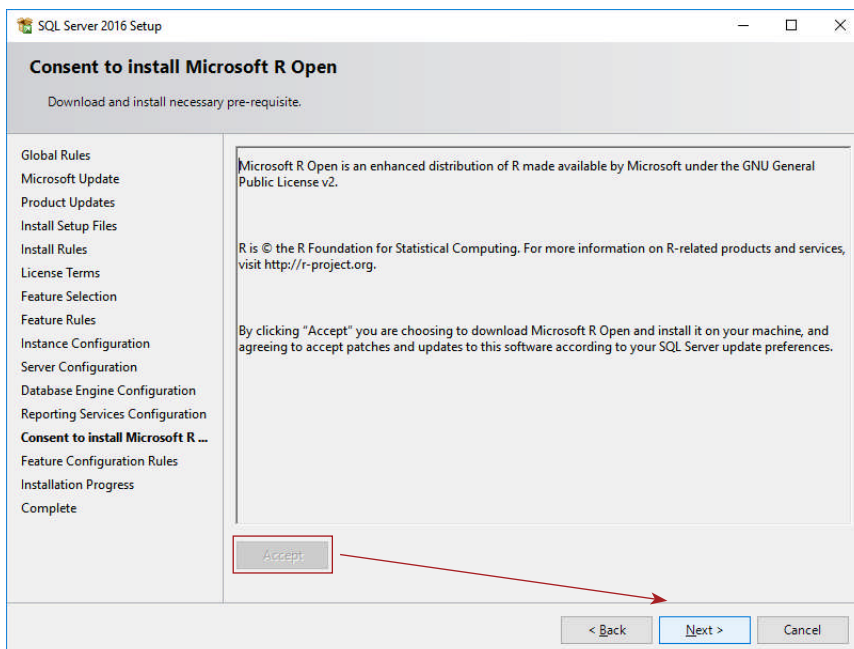 SQL Server 2016 Setup
Consent to install Microsoft R Open
Download and install necessary pre-requisite.
Global Rules
Microsoft Update
Product Updates
Install Setup Files
Install Rules
License Terms
Feature Selection
Feature Rules
Instance Configuration
Server Configuration
Database Engine Configuration
Reporting Services Configuration
Consent to install Microsoft R ...
Feature Configuration Rules
Installation Progress
Complete
Microsoft R Open is an enhanced distribution of R made available by Microsoft under the GNU General
Public License v2.
R is © the R Foundation for Statistical Computing. For more information on R-related products and services,
visit http://r-project.org.
By clicking "Accept" you are choosing to download Microsoft R Open and install it on your machine, and
agreeing to accept patches and updates to this software according to your SQL Server update preferences.
Accept
< Back
Next >
Cancel